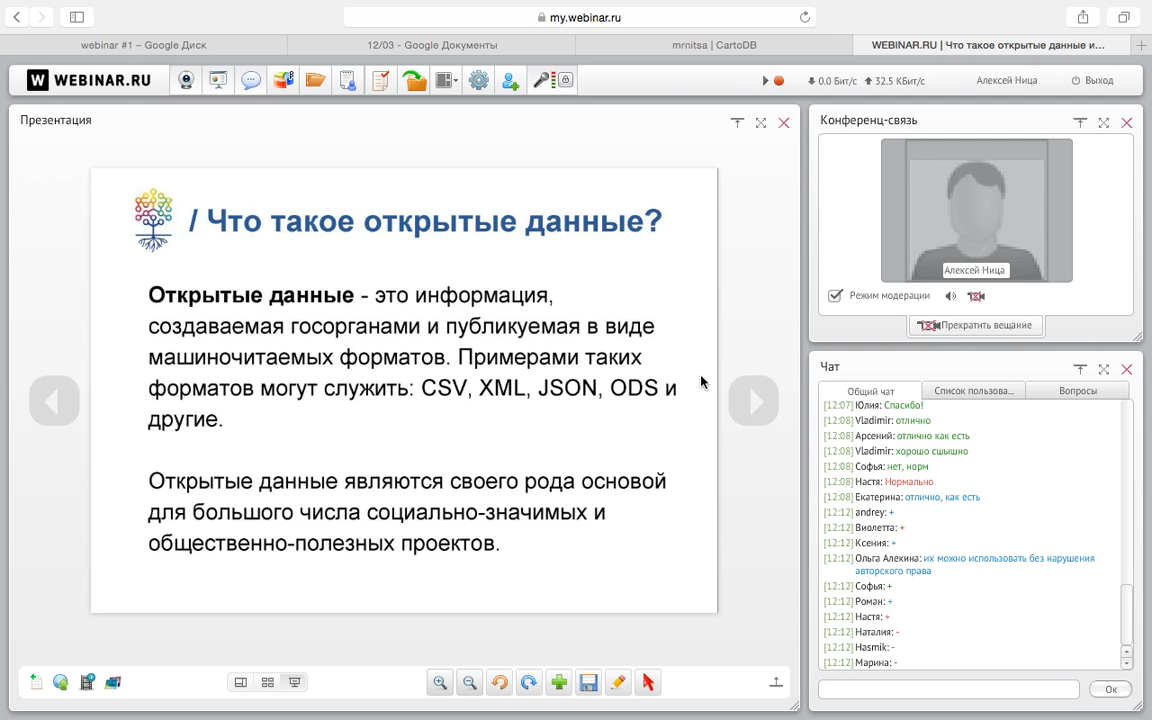 my.webinar.ru
webinar #1 – Google Диск
12/03 - Google Документы
mrnitsa | CartoDB
WEBINAR.RU | Что такое открытые данные и...
W WEBINAR.RU
0.0 Бит/с
32.5 КБит/с
Алексей Ница
Выход
Презентация
/ Что такое открытые данные?
Открытые данные - это информация,
создаваемая госорганами и публикуемая в виде
машиночитаемых форматов. Примерами таких
форматов могут служить: CSV, XML, JSON, ODS и
другие.
Открытые данные являются своего рода основой
для большого числа социально-значимых и
общественно-полезных проектов.
Конференц-связь
Алексей Ница
Режим модерации
Прекратить вещание
Чат
Общий чат
Список пользова...
Вопросы
[12:07] Юлия: Спасибо!
[12:08] Vladimir: отлично
[12:08] Арсений: отлично как есть
[12:08] Vladimir: хорошо сшышно
[12:08] Софья: нет, норм
[12:08] Настя: Нормально
[12:08] Екатерина: отлично, как есть
[12:12] andrey: +
[12:12] Виолетта: +
[12:12] Ксения: +
[12:12] Ольга Алекина: их можно использовать без нарушения
авторского права
[12:12] Софья: +
[12:12] Роман: +
[12:12] Настя: +
[12:12] Наталия: -
[12:12] Hasmik: -
[12:12] Марина: -
Ок